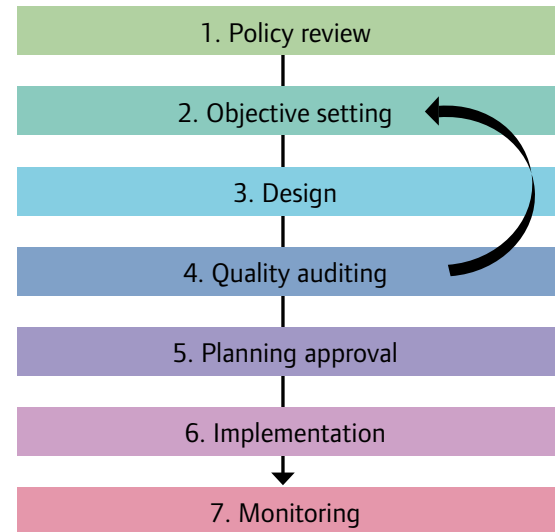 1. Policy review
2. Objective setting
3. Design
4. Quality auditing
5. Planning approval
6. Implementation
7. Monitoring